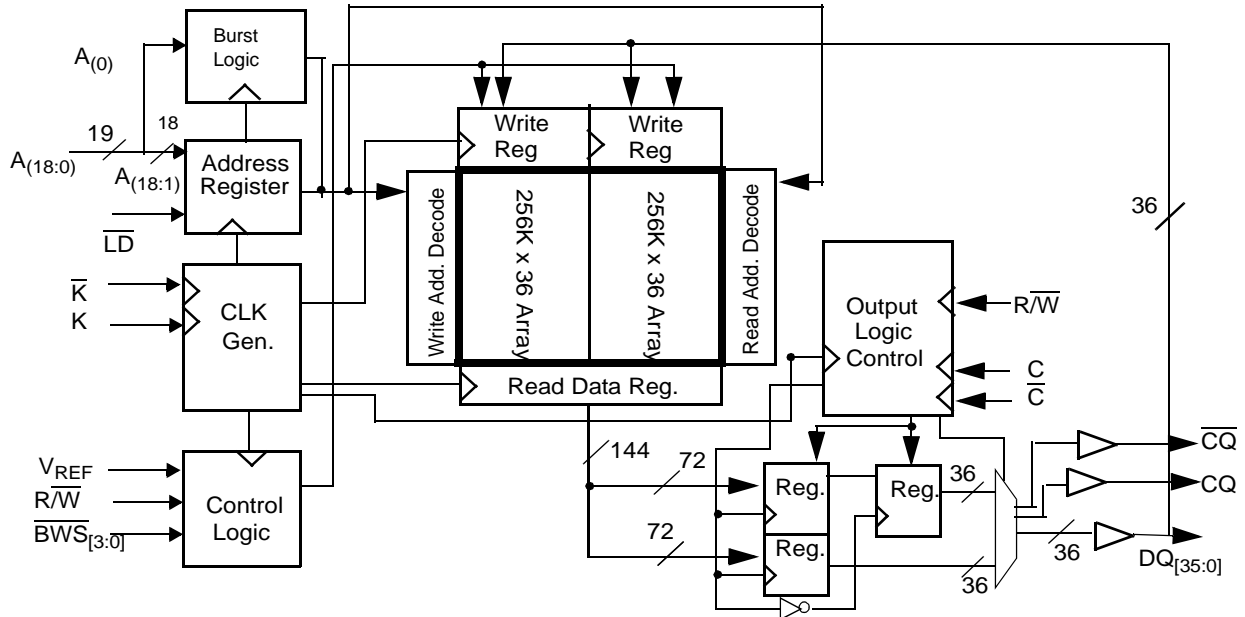 Burst
Logic
A(0)
19
18
A(18:0)
A(18:1)
Address
Register
LD
K
K
CLK
Gen.
VREF
R/W
BWS[3:0]
Control
Logic
Write
Reg
Write
Reg
Write Add. Decode
256K x 36 Array
256K x 36 Array
Read Add. Decode
Read Data Reg.
144
72
72
Output
Logic
Control
R/W
C
C
Reg.
Reg.
Reg.
36
36
36
36
CQ
CQ
DQ[35:0]